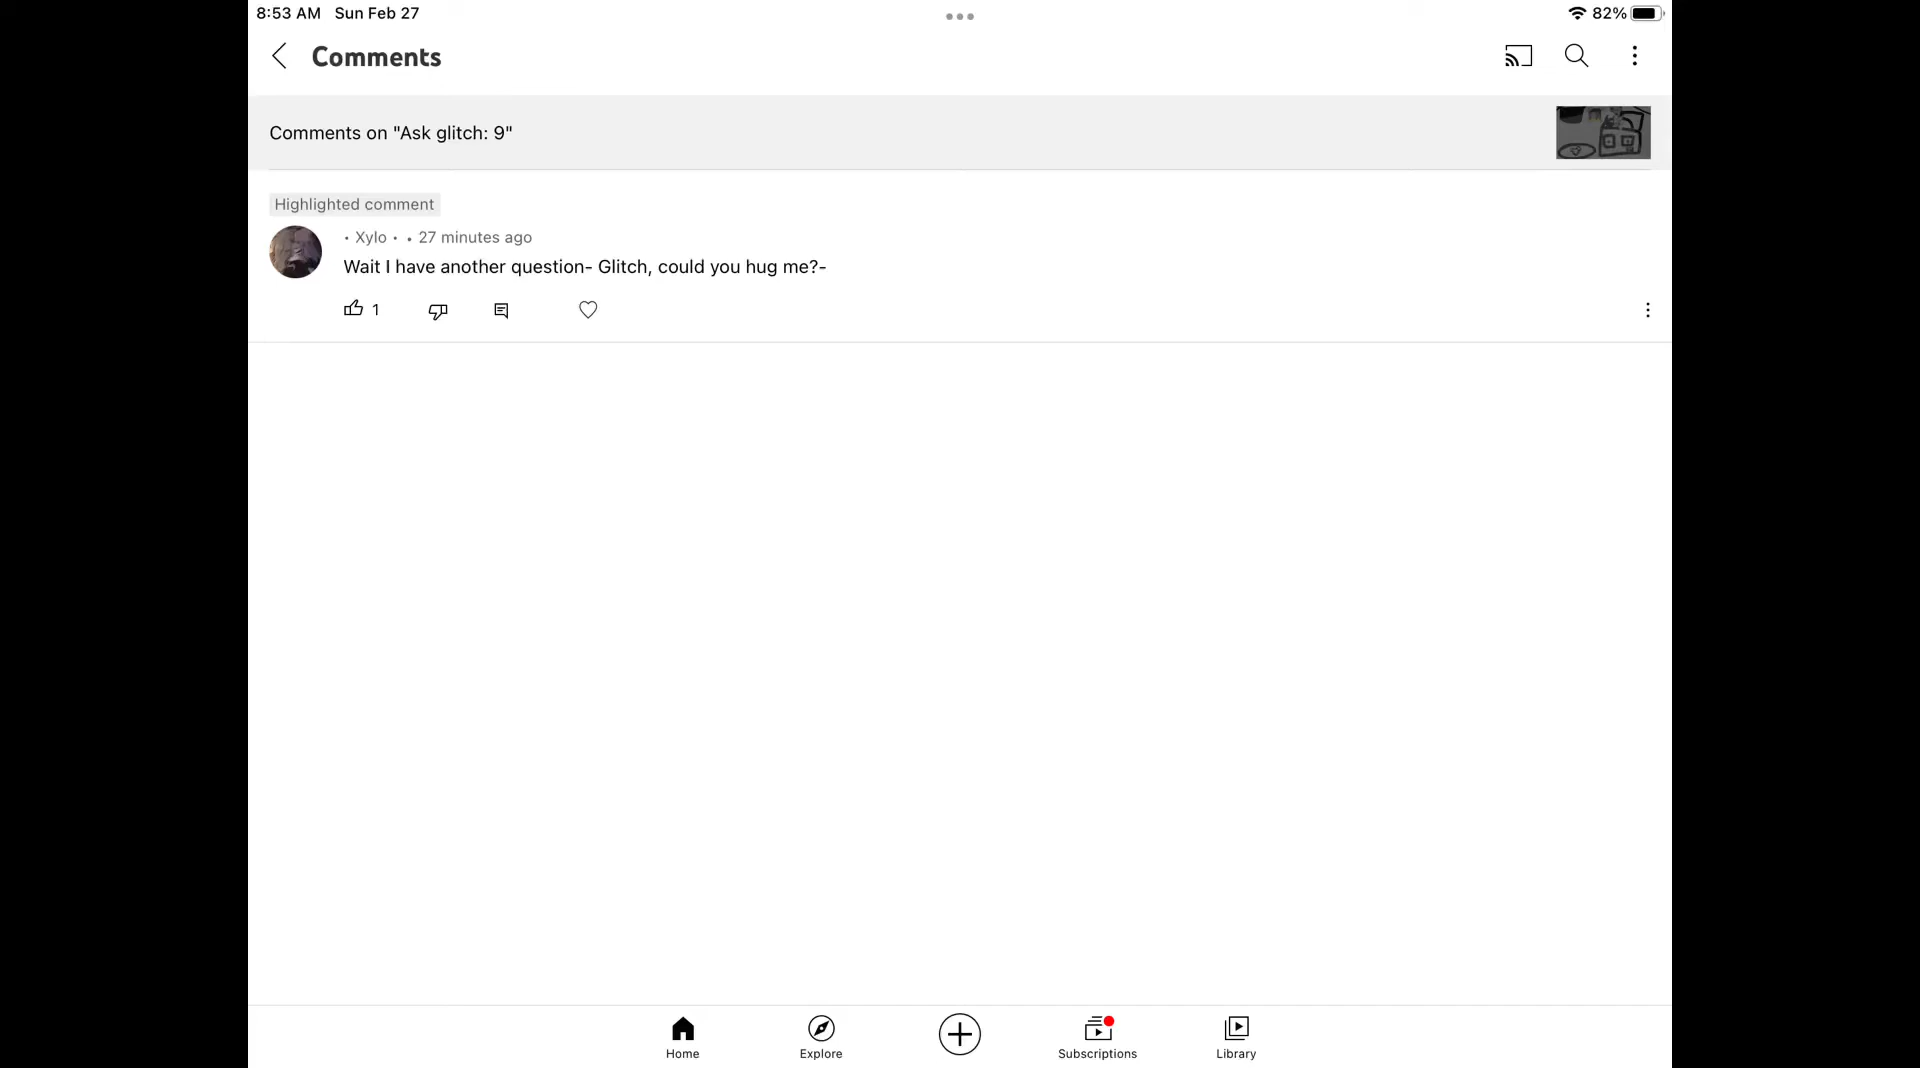 8:53 AM Sun Feb 27
82%
Comments
Comments on "Ask glitch: 9"
Highlighted comment
• Xylo • • 27 minutes ago
Wait I have another question- Glitch, could you hug me?-
1
Home
Explore
Subscriptions
Library